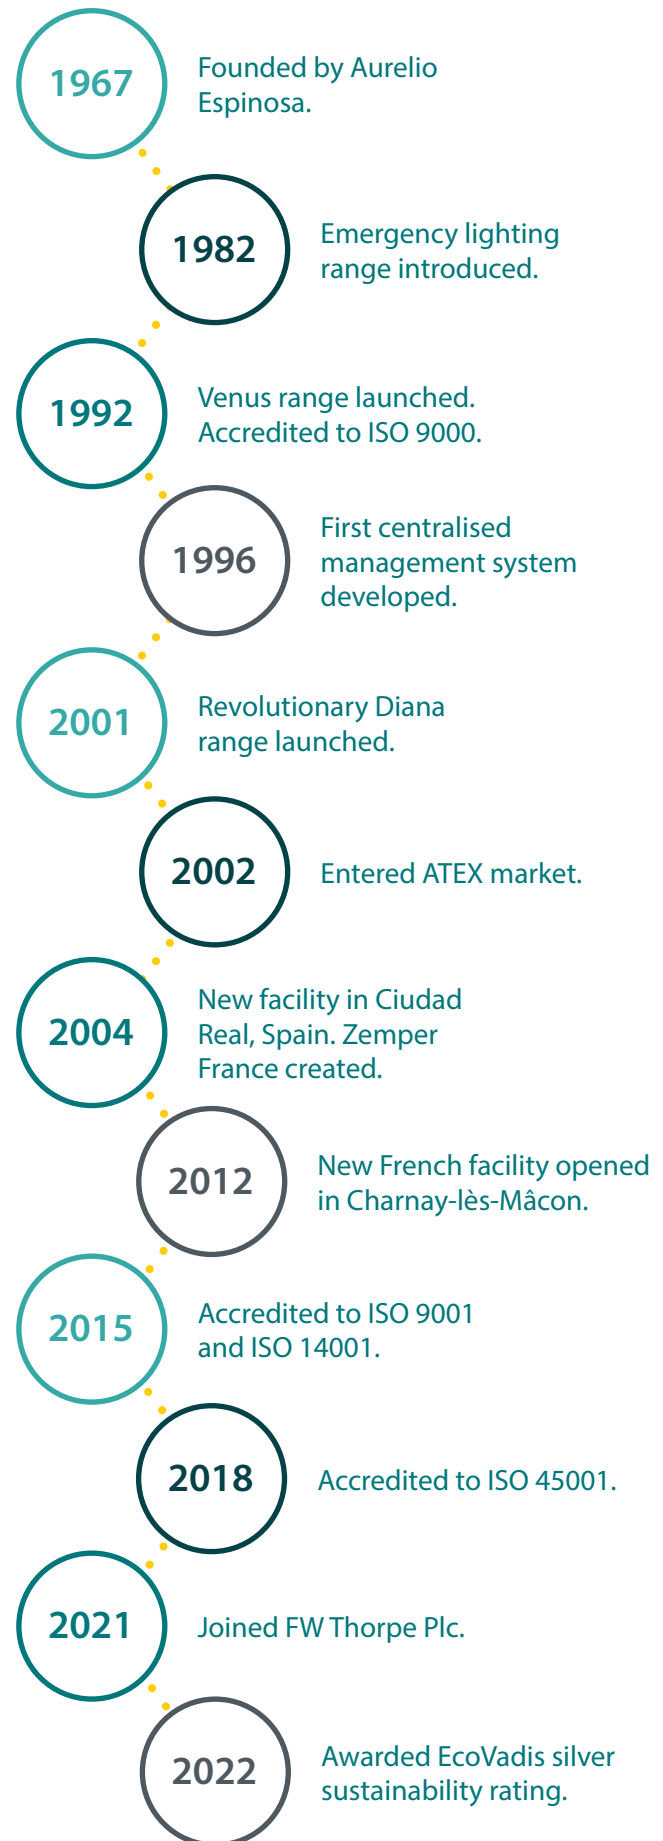 1967
Founded by Aurelio
Espinosa.
1982
Emergency lighting
range introduced.
1992
Venus range launched.
Accredited to ISO 9000.
1996
First centralised
management system
developed.
2001
Revolutionary Diana
range launched.
2002
Entered ATEX market.
2004
New facility in Ciudad
Real, Spain. Zemper
France created.
2012
New French facility opened
in Charnay-lès-Mâcon.
2015
Accredited to ISO 9001
and ISO 14001.
2018
Accredited to ISO 45001.
2021
Joined FW Thorpe Plc.
2022
Awarded EcoVadis silver
sustainability rating.